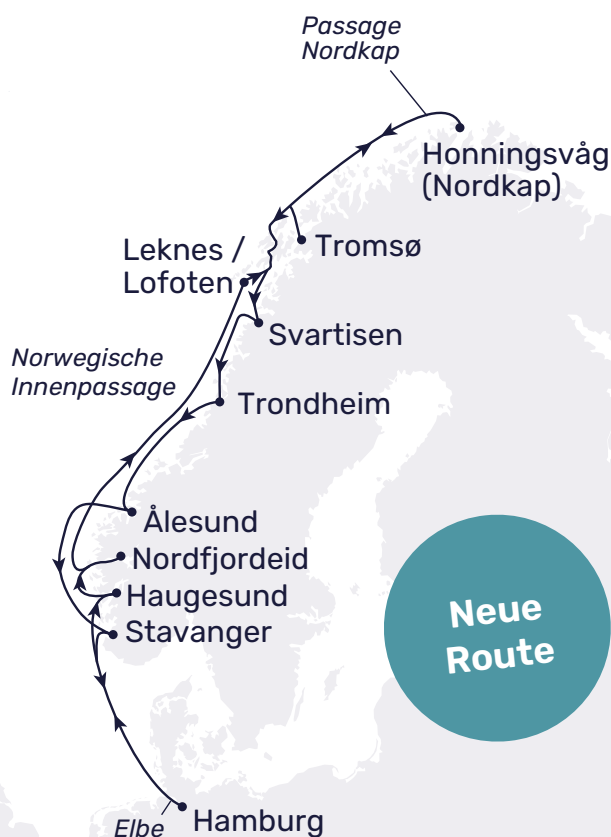 Passage
Nordkap
Honningsvåg
(Nordkap)
Tromsø
Leknes /
Lofoten
Svartisen
Norwegische
Innenpassage
Trondheim
Ålesund
Nordfjordeid
Haugesund
Stavanger
Neue
Route
Elbe
Hamburg